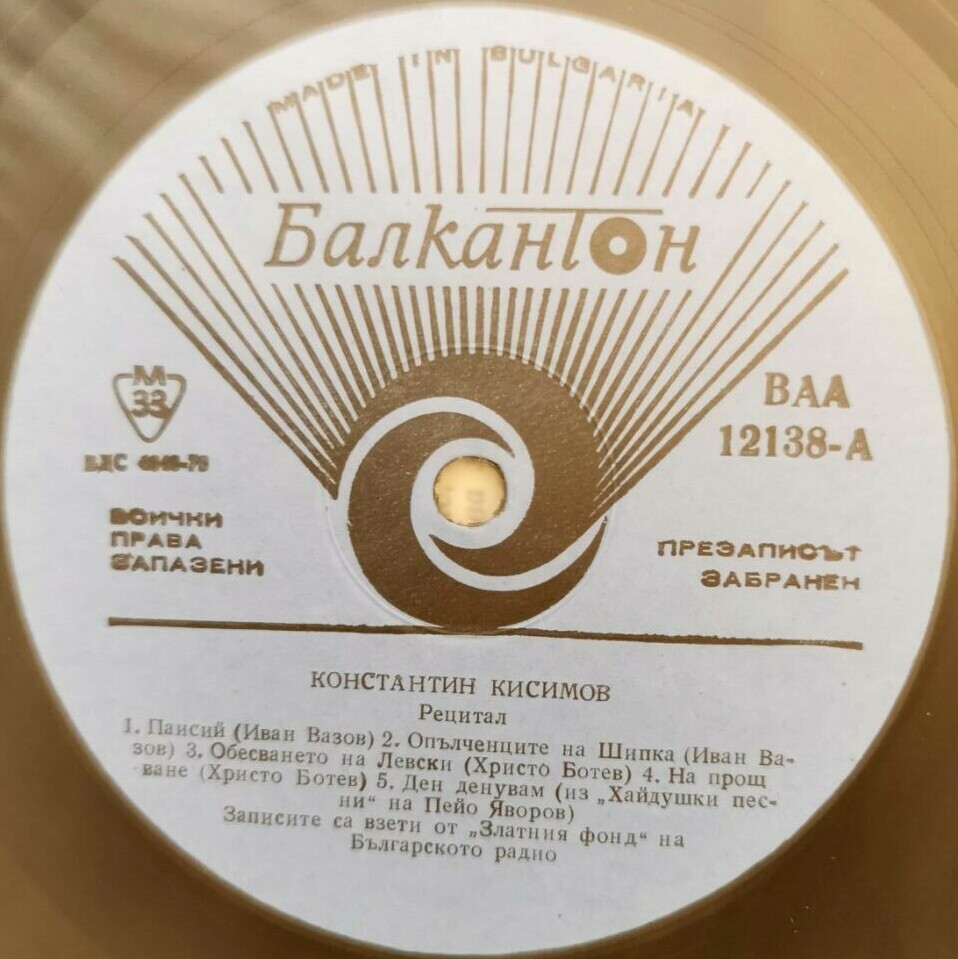 MADE IN BULGARIA
Балкантон
М
33
БДС
ВАА
12138-А
ВСИЧКИ
ПРАВА
ЗАПАЗЕНИ
ПРЕЗАПИСЪТ
ЗАБРАНЕН
КОНСТАНТИН КИСИМОВ
Рецитал
1. Паисий (Иван Вазов) 2. Опълченците на Шипка (Иван Ва-
зов) 3. Обесването на Левски (Христо Ботев) 4. На прощ
ване (Христо Ботев) 5. Ден денувам (из „Хайдушки пес-
ни“ на Пейо Яворов)
Записите са взети от „Златния фонд“ на
Българското радио